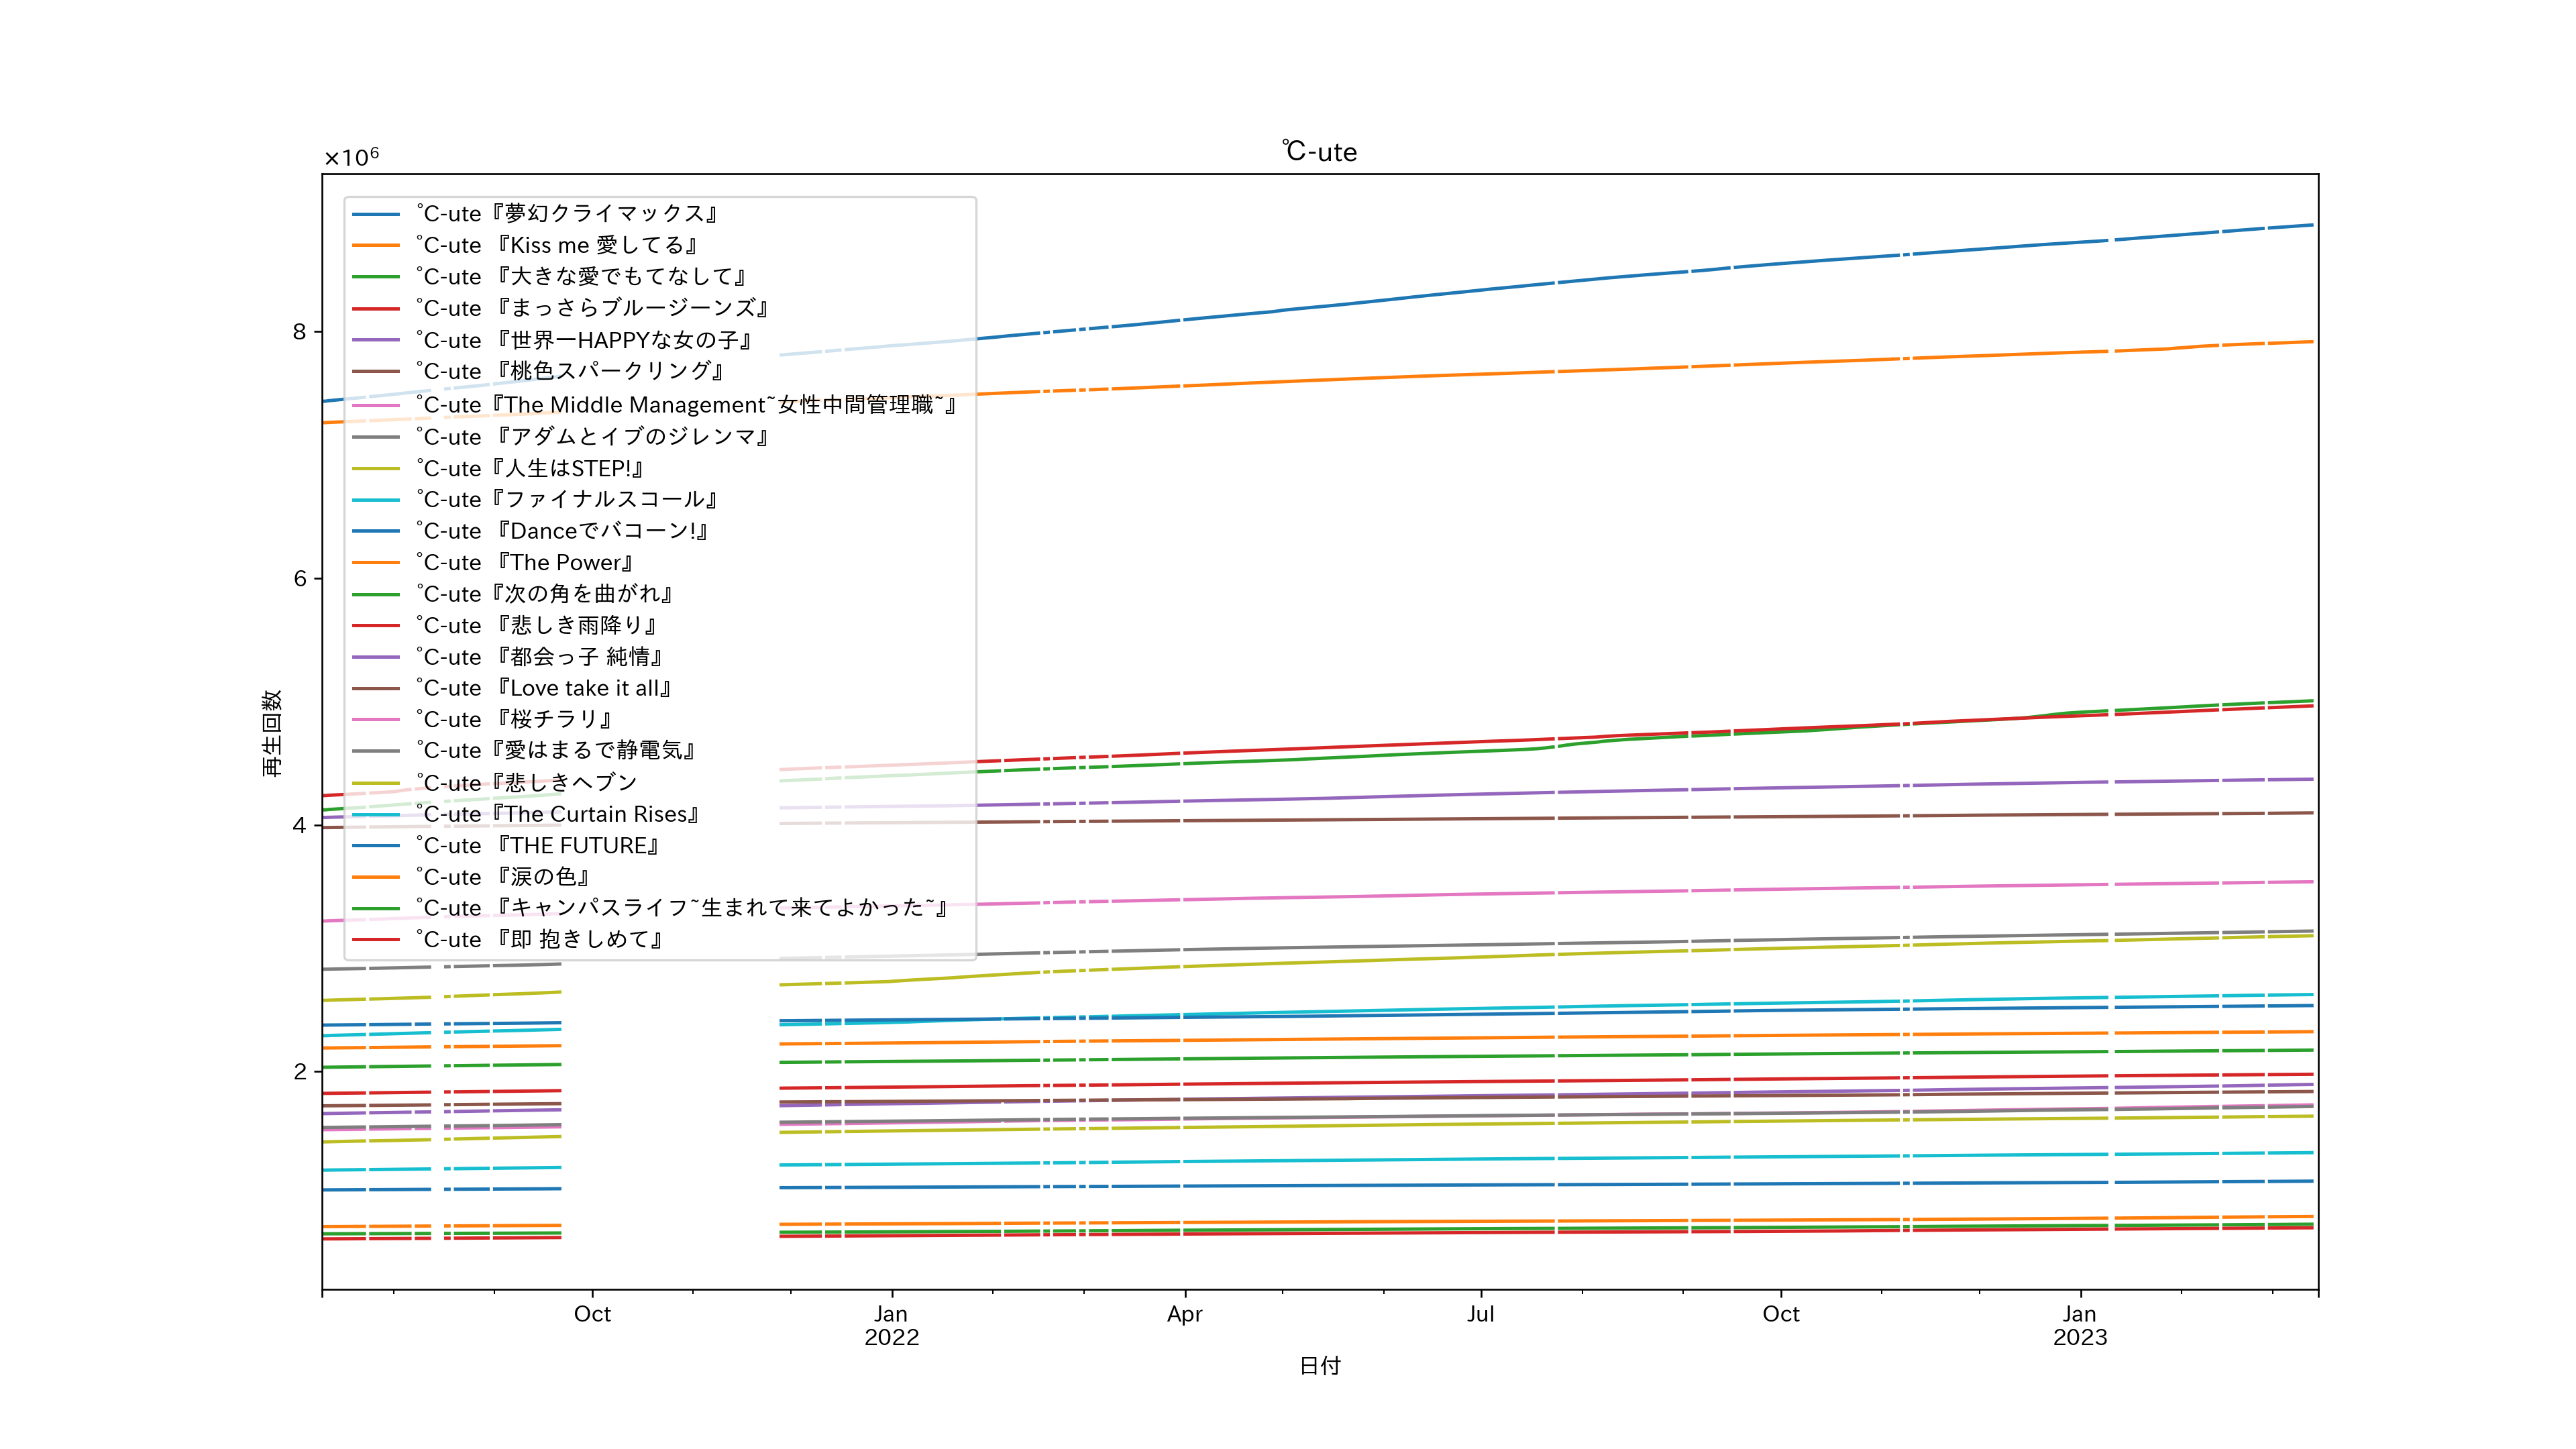 ℃-ute
×10⁶
˚C-ute『夢幻クライマックス』
˚C-ute 『Kiss me 愛してる』
˚C-ute 『大きな愛でもてなして』
˚C-ute 『まっさらブルージーンズ』
˚C-ute 『世界一HAPPYな女の子』
˚C-ute 『桃色スパークリング』
˚C-ute『The Middle Management~女性中間管理職~』
˚C-ute 『アダムとイブのジレンマ』
˚C-ute『人生はSTEP!』
˚C-ute『ファイナルスコール』
˚C-ute 『Danceでバコーン!』
˚C-ute 『The Power』
˚C-ute『次の角を曲がれ』
˚C-ute 『悲しき雨降り』
˚C-ute 『都会っ子 純情』
˚C-ute 『Love take it all』
˚C-ute 『桜チラリ』
˚C-ute『愛はまるで静電気』
˚C-ute『悲しきヘブン
˚C-ute『The Curtain Rises』
˚C-ute 『THE FUTURE』
˚C-ute 『涙の色』
˚C-ute 『キャンパスライフ~生まれて来てよかった~』
˚C-ute 『即 抱きしめて』
8
6
4
2
再生回数
Oct
Jan
2022
Apr
Jul
Oct
Jan
2023
日付